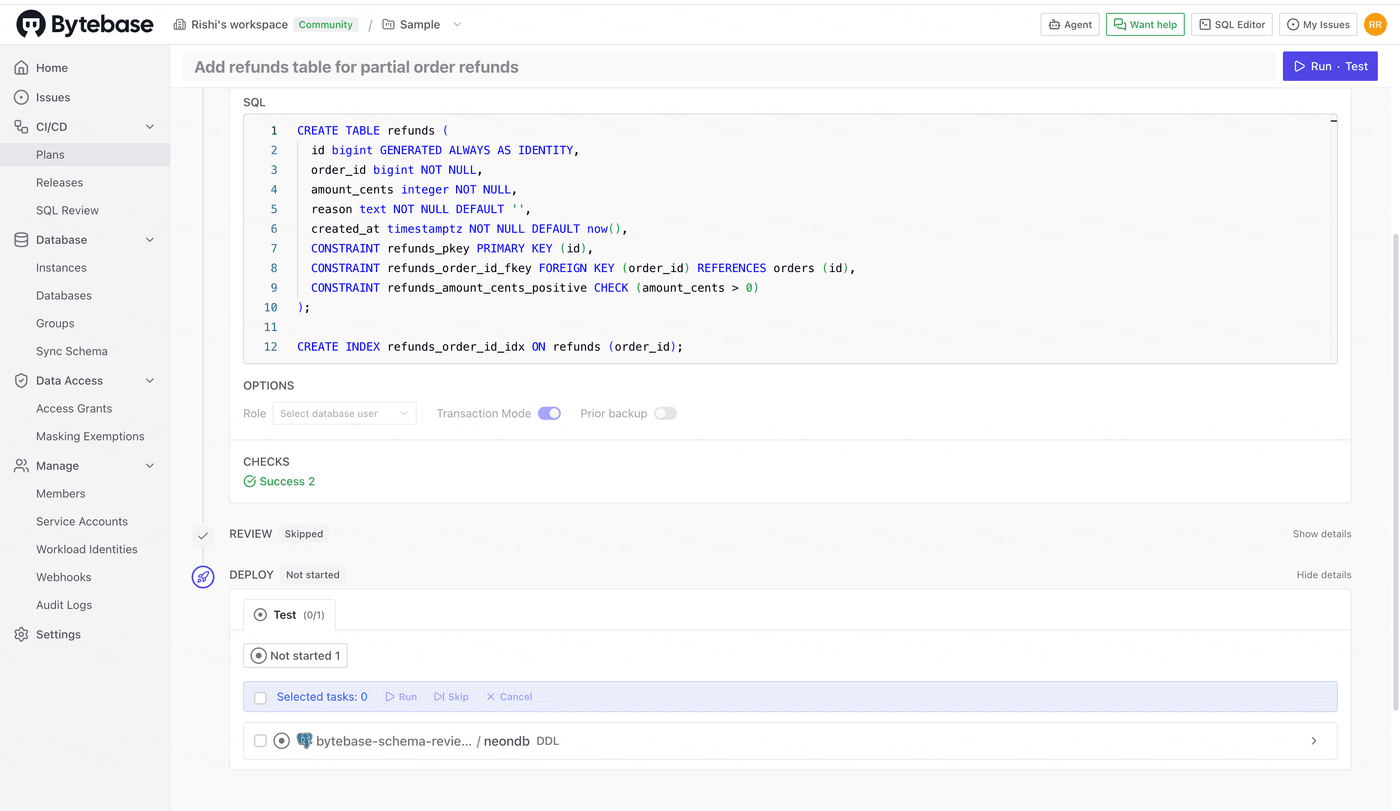 Bytebase
Rishi's workspace Community / Sample
Agent Want help SQL Editor My Issues RR
Home
Issues
CI/CD
Plans
Releases
SQL Review
Database
Instances
Databases
Groups
Sync Schema
Data Access
Access Grants
Masking Exemptions
Manage
Members
Service Accounts
Workload Identities
Webhooks
Audit Logs
Settings
Add refunds table for partial order refunds
Run · Test
SQL
1 CREATE TABLE refunds (
2 id bigint GENERATED ALWAYS AS IDENTITY,
3 order_id bigint NOT NULL,
4 amount_cents integer NOT NULL,
5 reason text NOT NULL DEFAULT '',
6 created_at timestamptz NOT NULL DEFAULT now(),
7 CONSTRAINT refunds_pkey PRIMARY KEY (id),
8 CONSTRAINT refunds_order_id_fkey FOREIGN KEY (order_id) REFERENCES orders (id),
9 CONSTRAINT refunds_amount_cents_positive CHECK (amount_cents > 0)
10 );
11
12 CREATE INDEX refunds_order_id_idx ON refunds (order_id);
OPTIONS
Role Select database user Transaction Mode Prior backup
CHECKS
Success 2
REVIEW Skipped Show details
DEPLOY Not started Hide details
Test (0/1)
Not started 1
Selected tasks: 0 Run Skip Cancel
bytebase-schema-revie... / neondb DDL